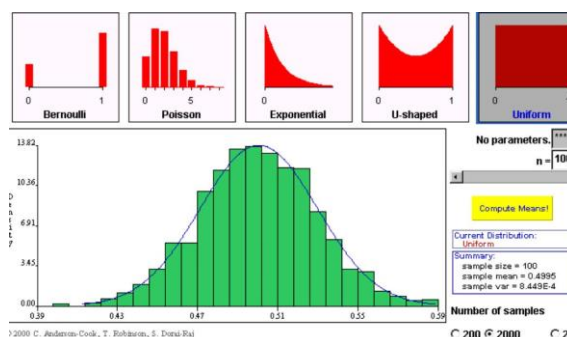 0 1
Bernoulli
0 5
Poisson
0
Exponential
0 1
U-shaped
0
Uniform
No parameters.
n = 100
13.82
10.36
6.91
3.45
0.00
Density
0.39 0.43 0.47 0.51 0.55 0.59
Compute Means!
Current Distribution:
Uniform
Summary:
sample size = 100
sample mean = 0.4995
sample var = 8.449E-4
Number of samples
200 2000
2000 C. Anderson-Cook, T. Robinson, S. Dorai-Raj